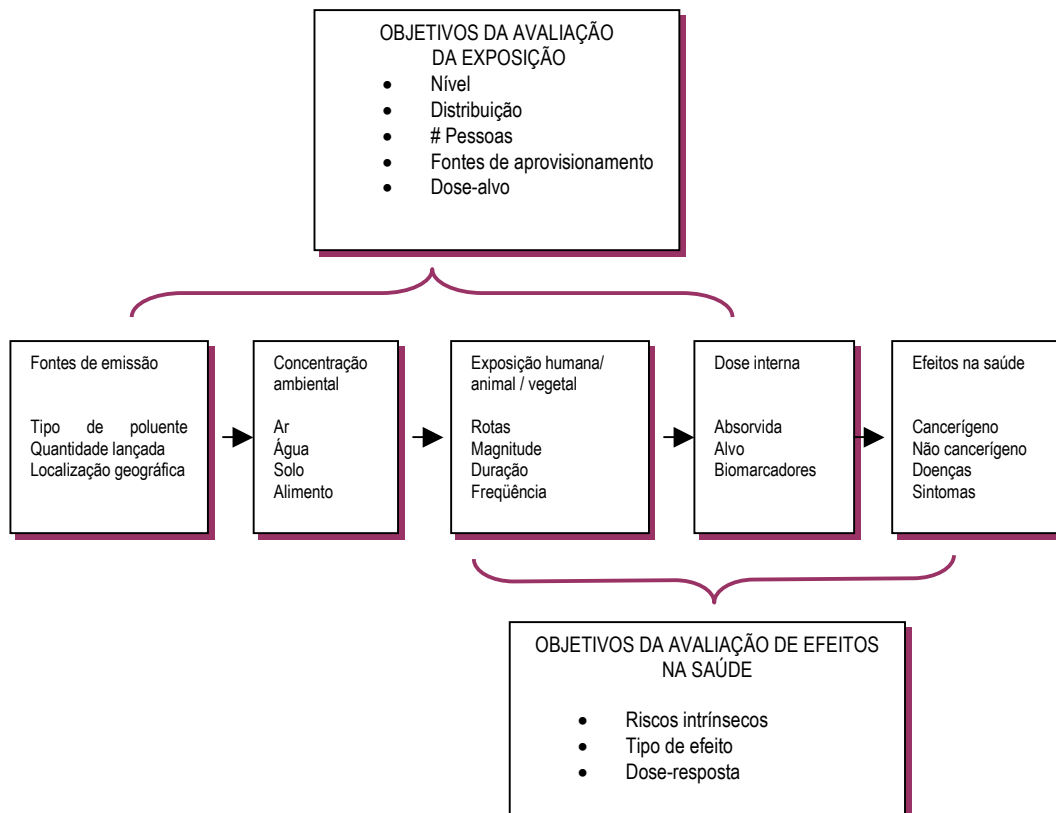 OBJETIVOS DA AVALIAÇÃO
DA EXPOSIÇÃO
• Nível
• Distribuição
• # Pessoas
• Fontes de aprovisionamento
• Dose-alvo
Fontes de emissão
Tipo de poluente
Quantidade lançada
Localização geográfica
Concentração
ambiental
Ar
Água
Solo
Alimento
Exposição humana/
animal / vegetal
Rotas
Magnitude
Duração
Freqüência
Dose interna
Absorvida
Alvo
Biomarcadores
Efeitos na saúde
Cancerígeno
Não cancerígeno
Doenças
Sintomas
OBJETIVOS DA AVALIAÇÃO DE EFEITOS
NA SAÚDE
• Riscos intrínsecos
• Tipo de efeito
• Dose-resposta